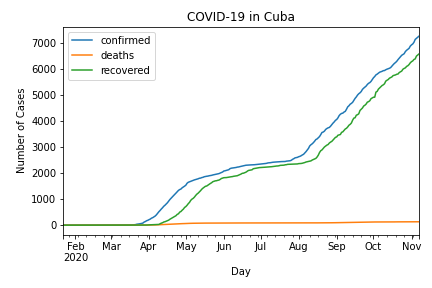 COVID-19 in Cuba
confirmed
deaths
recovered
Number of Cases
7000
6000
5000
4000
3000
2000
1000
0
Feb Mar Apr May Jun Jul Aug Sep Oct Nov
2020
Day